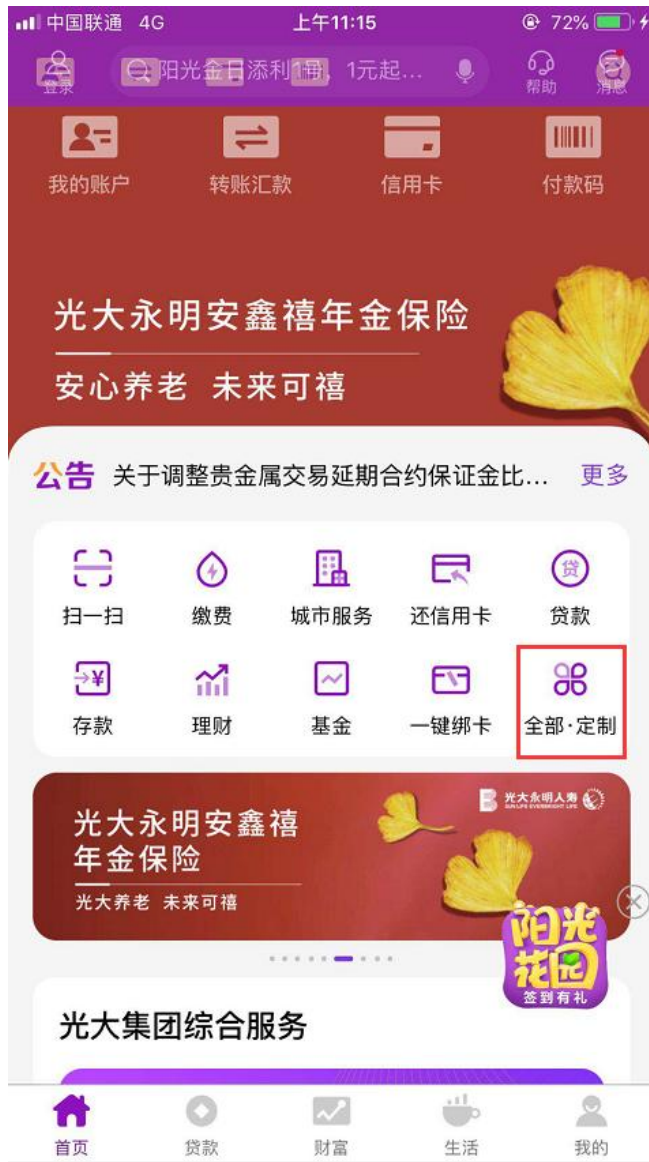 中国联通 4G 上午11:15 72%
登录 阳光金日添利1号，1元起... 帮助 消息
我的账户 转账汇款 信用卡 付款码
光大永明安鑫禧年金保险
安心养老 未来可禧
公告 关于调整贵金属交易延期合约保证金比... 更多
扫一扫 缴费 城市服务 还信用卡 贷款
存款 理财 基金 一键绑卡 全部·定制
光大永明人寿
SUN LIFE EVERBRIGHT LIFE
光大永明安鑫禧
年金保险
光大养老 未来可禧
阳光
花园
签到有礼
光大集团综合服务
首页 贷款 财富 生活 我的